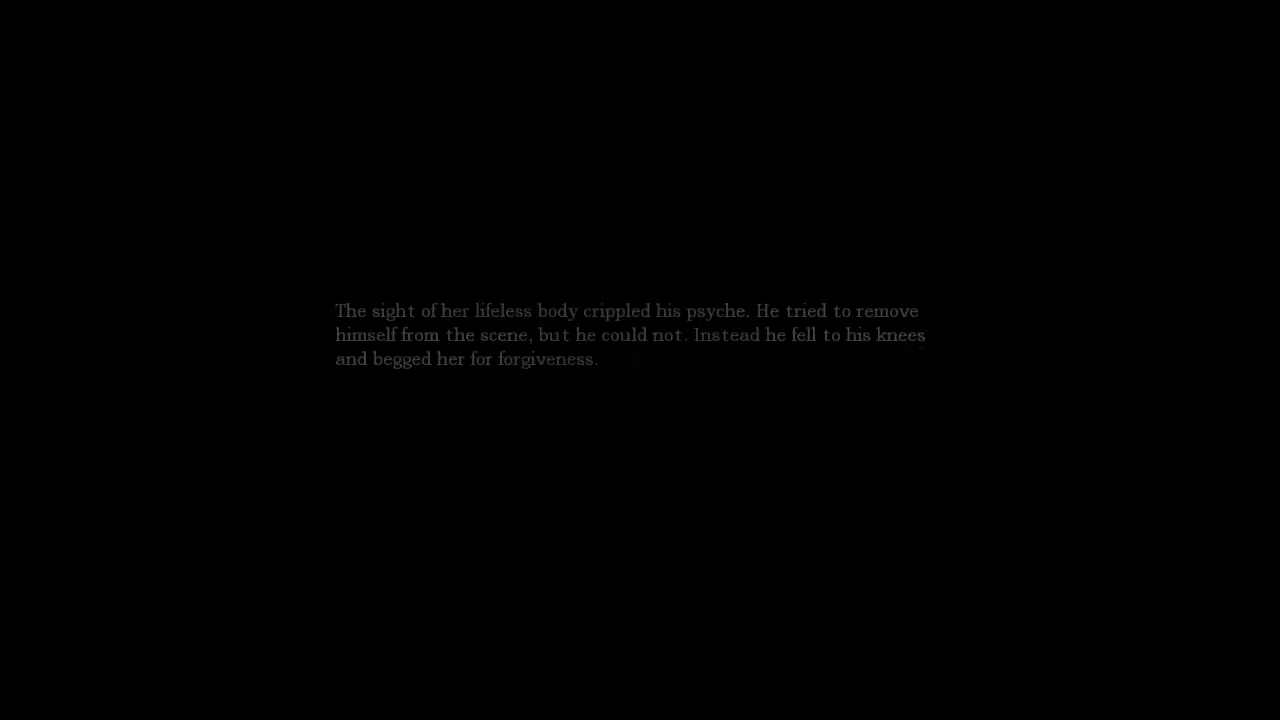 The sight of her lifeless body crippled his psyche. He tried to remove
himself from the scene, but he could not. Instead he fell to his knees
and begged her for forgiveness.